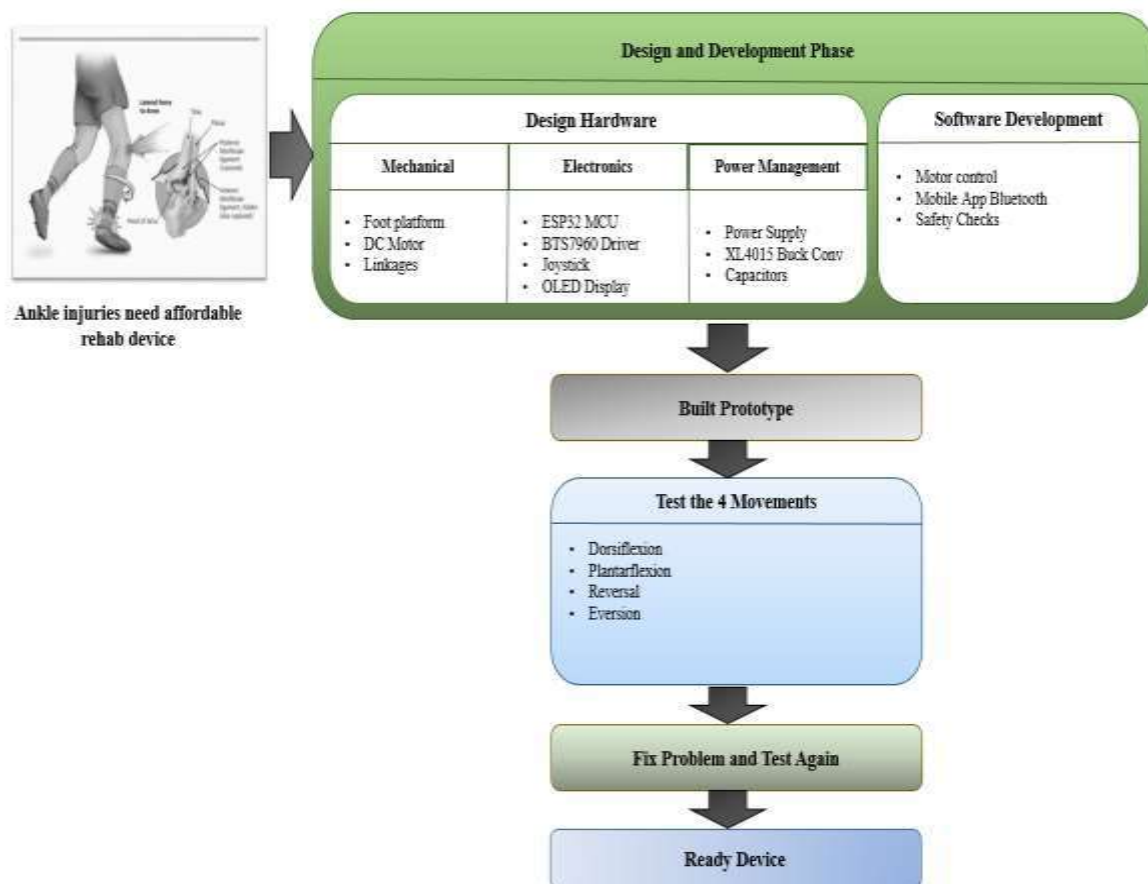 Ankle injuries need affordable
rehab device
Design and Development Phase
Design Hardware
Mechanical
• Foot platform
• DC Motor
• Linkages
Electronics
• ESP32 MCU
• BTS7960 Driver
• Joystick
• OLED Display
Power Management
• Power Supply
• XL4015 Buck Conv
• Capacitors
Software Development
• Motor control
• Mobile App Bluetooth
• Safety Checks
Built Prototype
Test the 4 Movements
• Dorsiflexion
• Plantarflexion
• Reversal
• Eversion
Fix Problem and Test Again
Ready Device